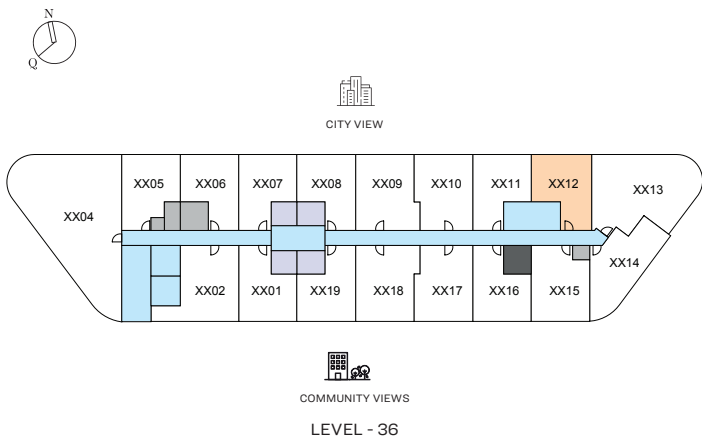 N
Q
CITY VIEW
XX05 XX06 XX07 XX08 XX09 XX10 XX11 XX12 XX13
XX04
XX14
XX02 XX01 XX19 XX18 XX17 XX16 XX15
COMMUNITY VIEWS
LEVEL - 36